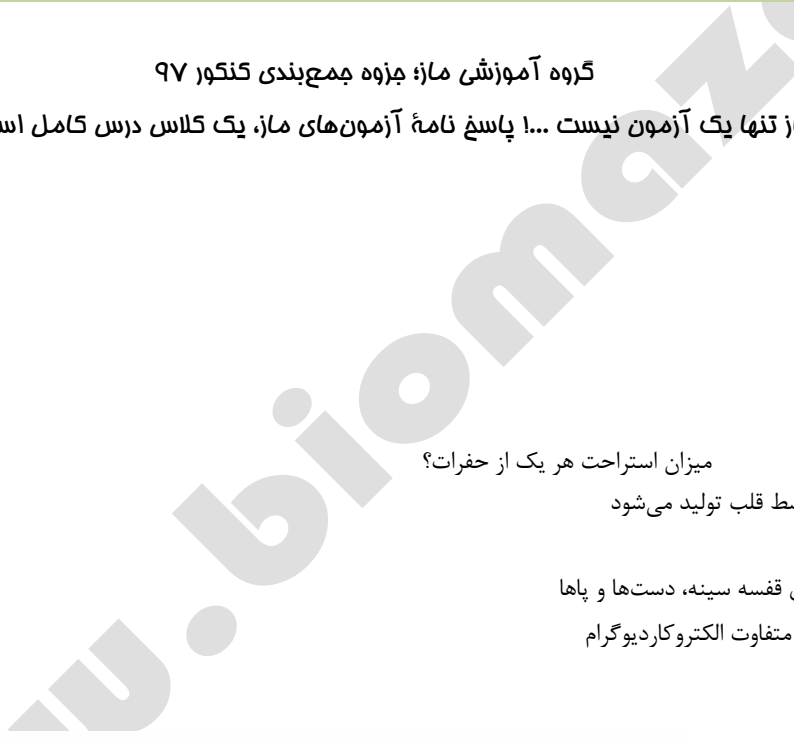 گروه آموزشی ماز؛ جزوه جمع‌بندی کنکور ۹۷
تنها یک آزمون نیست ...! پاسخ نامهٔ آزمون‌های ماز، یک کلاس درس کامل
میزان استراحت هر یک از حفرات؟
قلب تولید می‌شود
قفسه سینه، دست‌ها و پاها
متفاوت الکتروکاردیوگرام
.biomaz